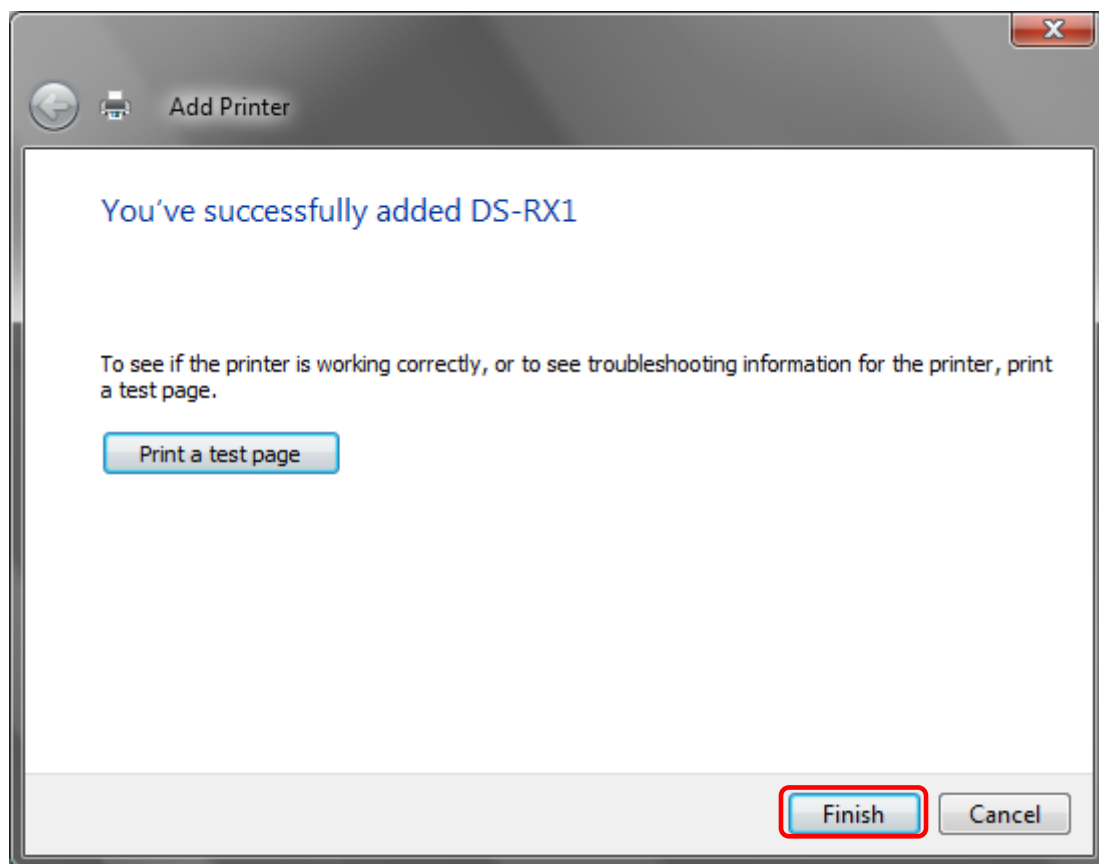 Add Printer
You've successfully added DS-RX1
To see if the printer is working correctly, or to see troubleshooting information for the printer, print
a test page.
Print a test page
Finish
Cancel